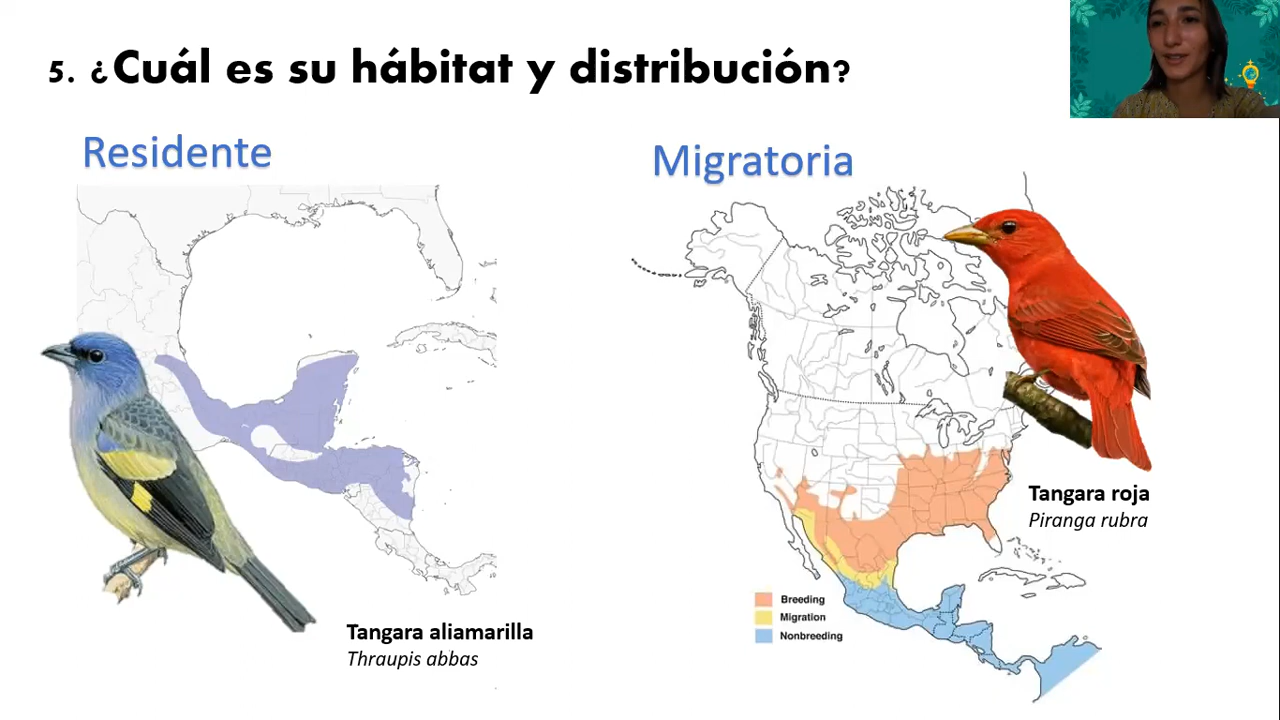 5. ¿Cuál es su hábitat y distribución?
Residente
Migratoria
Tangara roja
Piranga rubra
Breeding
Migration
Nonbreeding
Tangara aliamarilla
Thraupis abbas